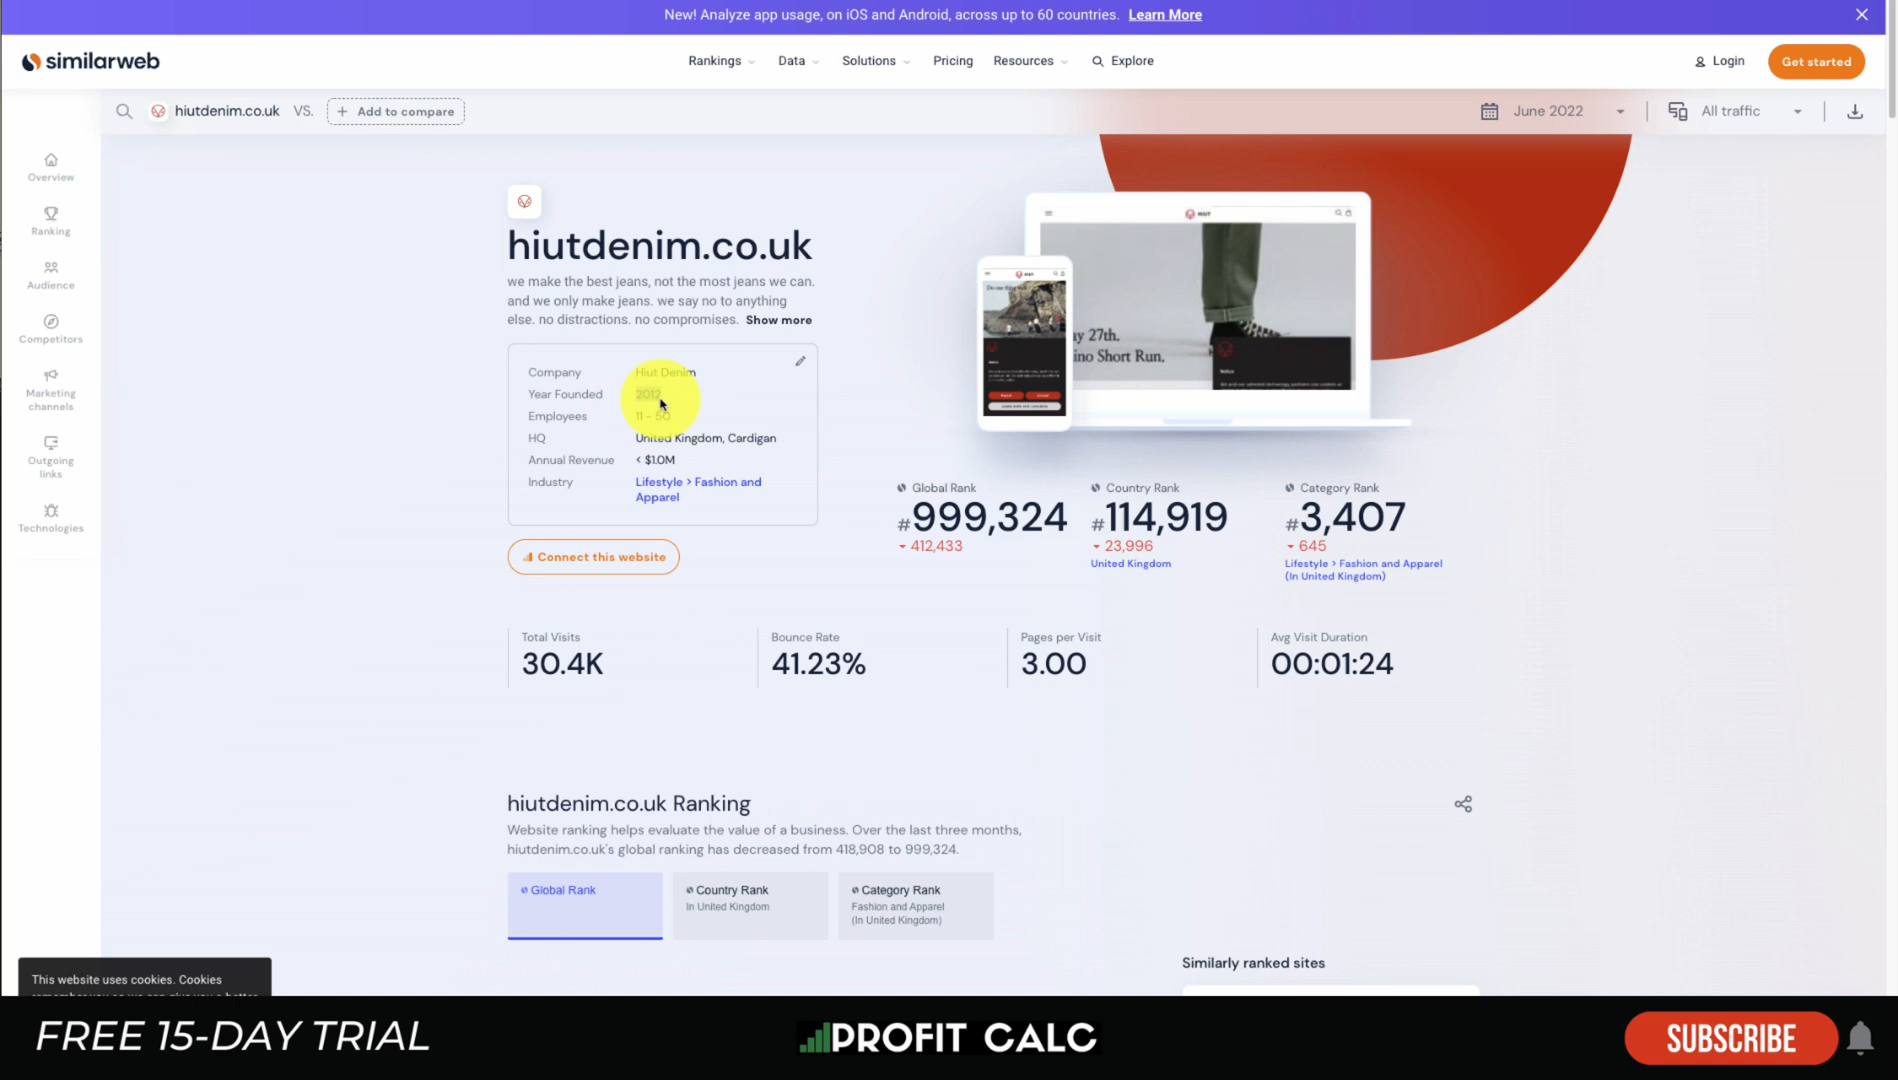 New! Analyze app usage, on iOS and Android, across up to 60 countries. Learn More
similarweb
Rankings
Data
Solutions
Pricing
Resources
Explore
Login
Get started
hiutdenim.co.uk
VS.
+ Add to compare
June 2022
All traffic
Overview
Ranking
Audience
Competitors
Marketing
channels
Outgoing
links
Technologies
hiutdenim.co.uk
we make the best jeans, not the most jeans we can.
and we only make jeans. we say no to anything
else. no distractions. no compromises. Show more
Company Hiut Denim
Year Founded 2012
Employees 11 - 50
HQ United Kingdom, Cardigan
Annual Revenue < $1.0M
Industry Lifestyle > Fashion and
Apparel
Connect this website
HIUT
ay 27th.
ino Short Run.
Notice
Global Rank
#999,324
412,433
Country Rank
#114,919
23,996
United Kingdom
Category Rank
#3,407
645
Lifestyle > Fashion and Apparel
(In United Kingdom)
Total Visits
30.4K
Bounce Rate
41.23%
Pages per Visit
3.00
Avg Visit Duration
00:01:24
hiutdenim.co.uk Ranking
Website ranking helps evaluate the value of a business. Over the last three months,
hiutdenim.co.uk's global ranking has decreased from 418,908 to 999,324.
Global Rank
Country Rank
In United Kingdom
Category Rank
Fashion and Apparel
(In United Kingdom)
Similarly ranked sites
This website uses cookies. Cookies
FREE 15-DAY TRIAL
PROFIT CALC
SUBSCRIBE